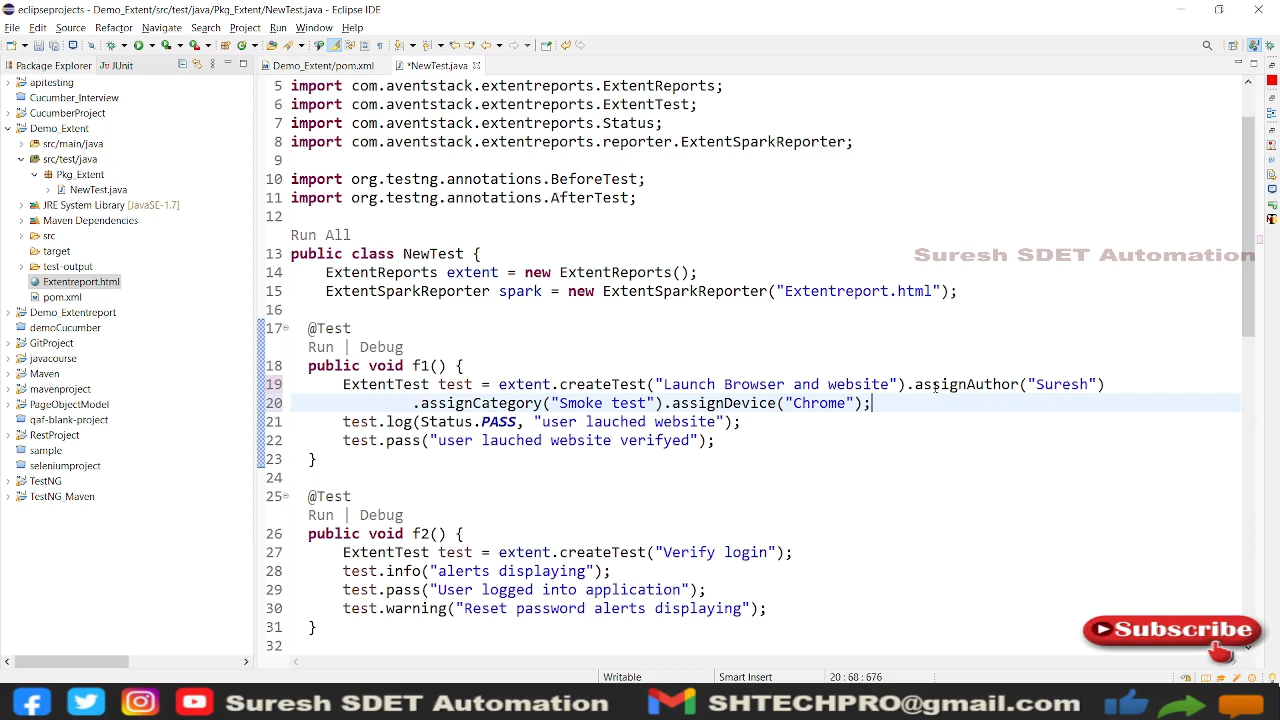 eclipseprojects - Demo_Extent/src/test/java/Pkg_Extent/NewTest.java - Eclipse IDE
File Edit Source Refactor Navigate Search Project Run Window Help
Package Explorer JUnit
Demo_Extent/pom.xml *NewTest.java
apitesting
Cucumber_Interview
CucumberProject
Demo_Extent
src/main/java
src/test/java
Pkg_Extent
NewTest.java
JRE System Library [JavaSE-1.7]
Maven Dependencies
src
target
test-output
Extentreport.html
pom.xml
Demo_Extentreport
demoCucumber
GitProject
javacourse
Maven
mavenproject
PageObjectModel
qaf-blank-project
RestProject
sample
seleniumproject
TestNG
TestNG_Maven
5 import com.aventstack.extentreports.ExtentReports;
6 import com.aventstack.extentreports.ExtentTest;
7 import com.aventstack.extentreports.Status;
8 import com.aventstack.extentreports.reporter.ExtentSparkReporter;
9
10 import org.testng.annotations.BeforeTest;
11 import org.testng.annotations.AfterTest;
12
Run All
13 public class NewTest {
14 ExtentReports extent = new ExtentReports();
15 ExtentSparkReporter spark = new ExtentSparkReporter("Extentreport.html");
16
17 @Test
Run | Debug
18 public void f1() {
19 ExtentTest test = extent.createTest("Launch Browser and website").assignAuthor("Suresh")
20 .assignCategory("Smoke test").assignDevice("Chrome");
21 test.log(Status.PASS, "user lauched website");
22 test.pass("user lauched website verifyed");
23 }
24
25 @Test
Run | Debug
26 public void f2() {
27 ExtentTest test = extent.createTest("Verify login");
28 test.info("alerts displaying");
29 test.pass("User logged into application");
30 test.warning("Reset password alerts displaying");
31 }
32
Suresh SDET Automation
Subscribe
Writable Smart Insert 20 : 68 : 676
Suresh SDET Automation SHTECHPRO@gmail.com